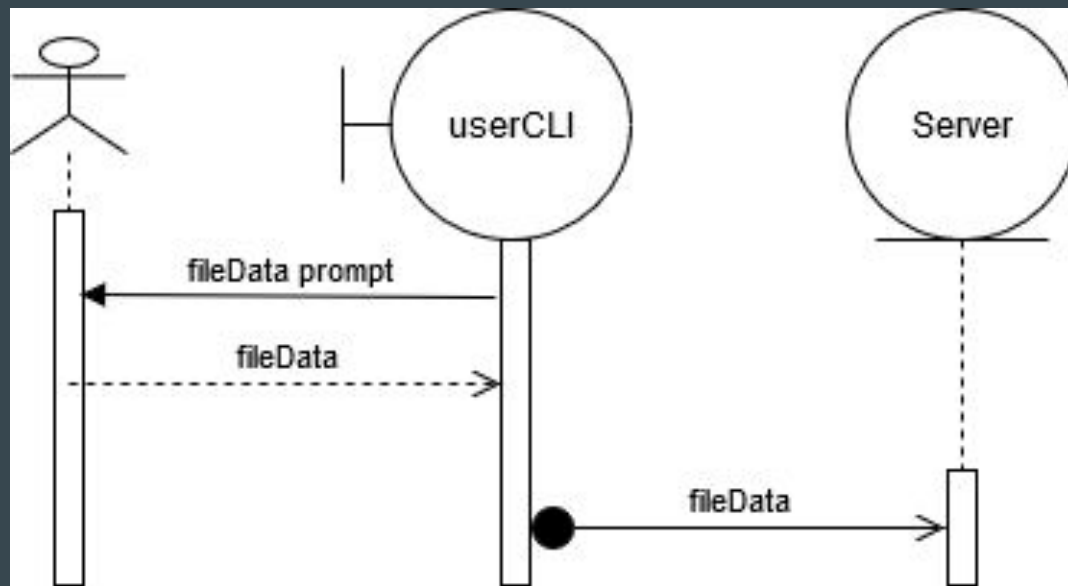 userCLI
Server
fileData prompt
fileData
fileData